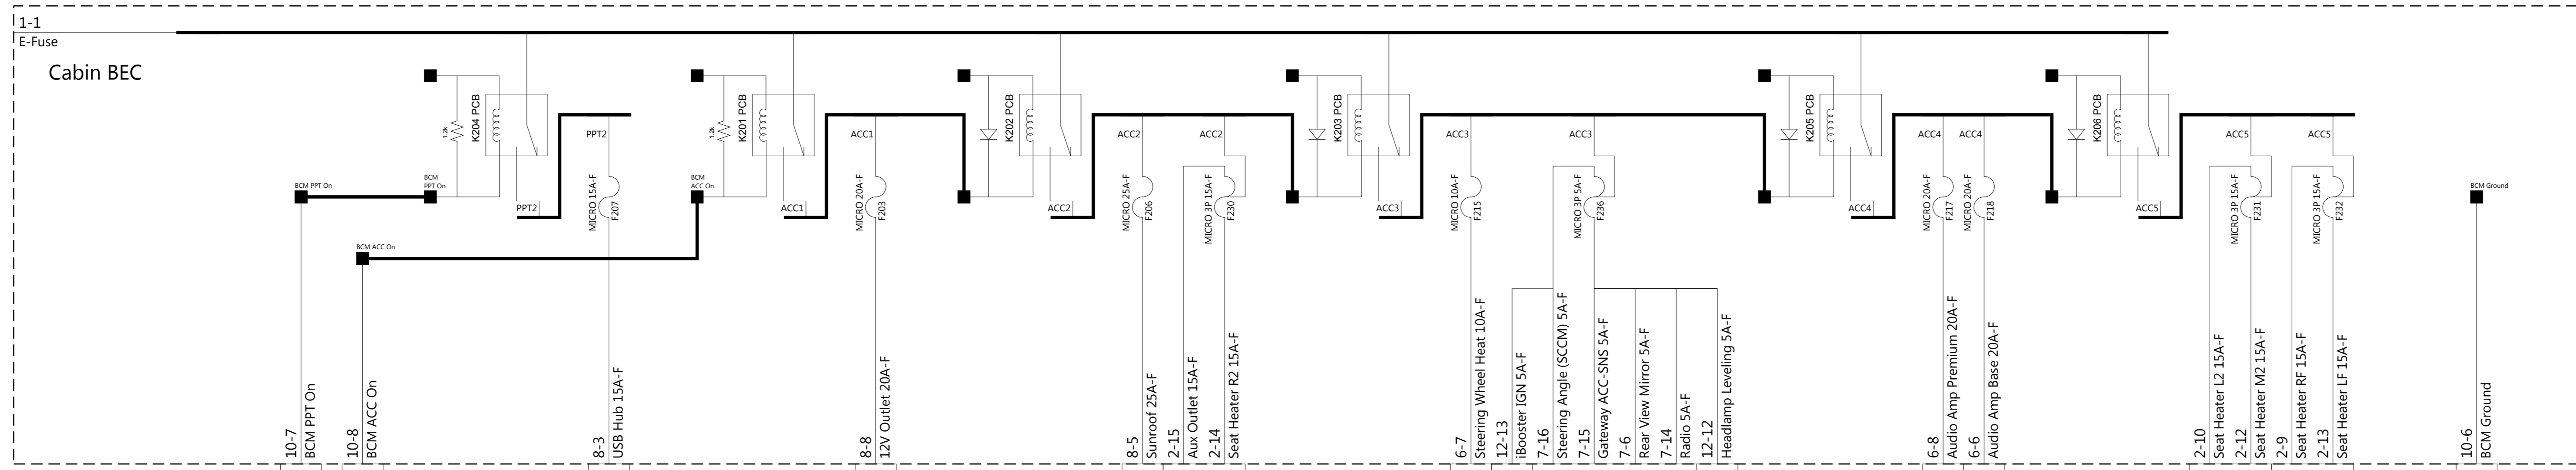 1-1
E-Fuse
Cabin BEC
1.2k
K204 PCB
BCM PPT On
BCM
PPT On
PPT2
PPT2
MICRO 15A-F
F207
BCM ACC On
1.2k
K201 PCB
BCM
ACC On
ACC1
ACC1
MICRO 20A-F
F203
K202 PCB
ACC2
ACC2
MICRO 25A-F
F206
ACC2
MICRO 3P 15A-F
F230
K203 PCB
ACC3
ACC3
MICRO 10A-F
F215
ACC3
MICRO 3P 5A-F
F236
K205 PCB
ACC4
ACC4
MICRO 20A-F
F217
ACC4
MICRO 20A-F
F218
K206 PCB
ACC5
ACC5
MICRO 3P 15A-F
F231
ACC5
MICRO 3P 15A-F
F232
BCM Ground
10-7
BCM PPT On
10-8
BCM ACC On
8-3
USB Hub 15A-F
8-8
12V Outlet 20A-F
8-5
Sunroof 25A-F
2-15
Aux Outlet 15A-F
2-14
Seat Heater R2 15A-F
6-7
Steering Wheel Heat 10A-F
12-13
iBooster IGN 5A-F
7-16
Steering Angle (SCCM) 5A-F
7-15
Gateway ACC-SNS 5A-F
7-6
Rear View Mirror 5A-F
7-14
Radio 5A-F
12-12
Headlamp Leveling 5A-F
6-8
Audio Amp Premium 20A-F
6-6
Audio Amp Base 20A-F
2-10
Seat Heater L2 15A-F
2-12
Seat Heater M2 15A-F
2-9
Seat Heater RF 15A-F
2-13
Seat Heater LF 15A-F
10-6
BCM Ground